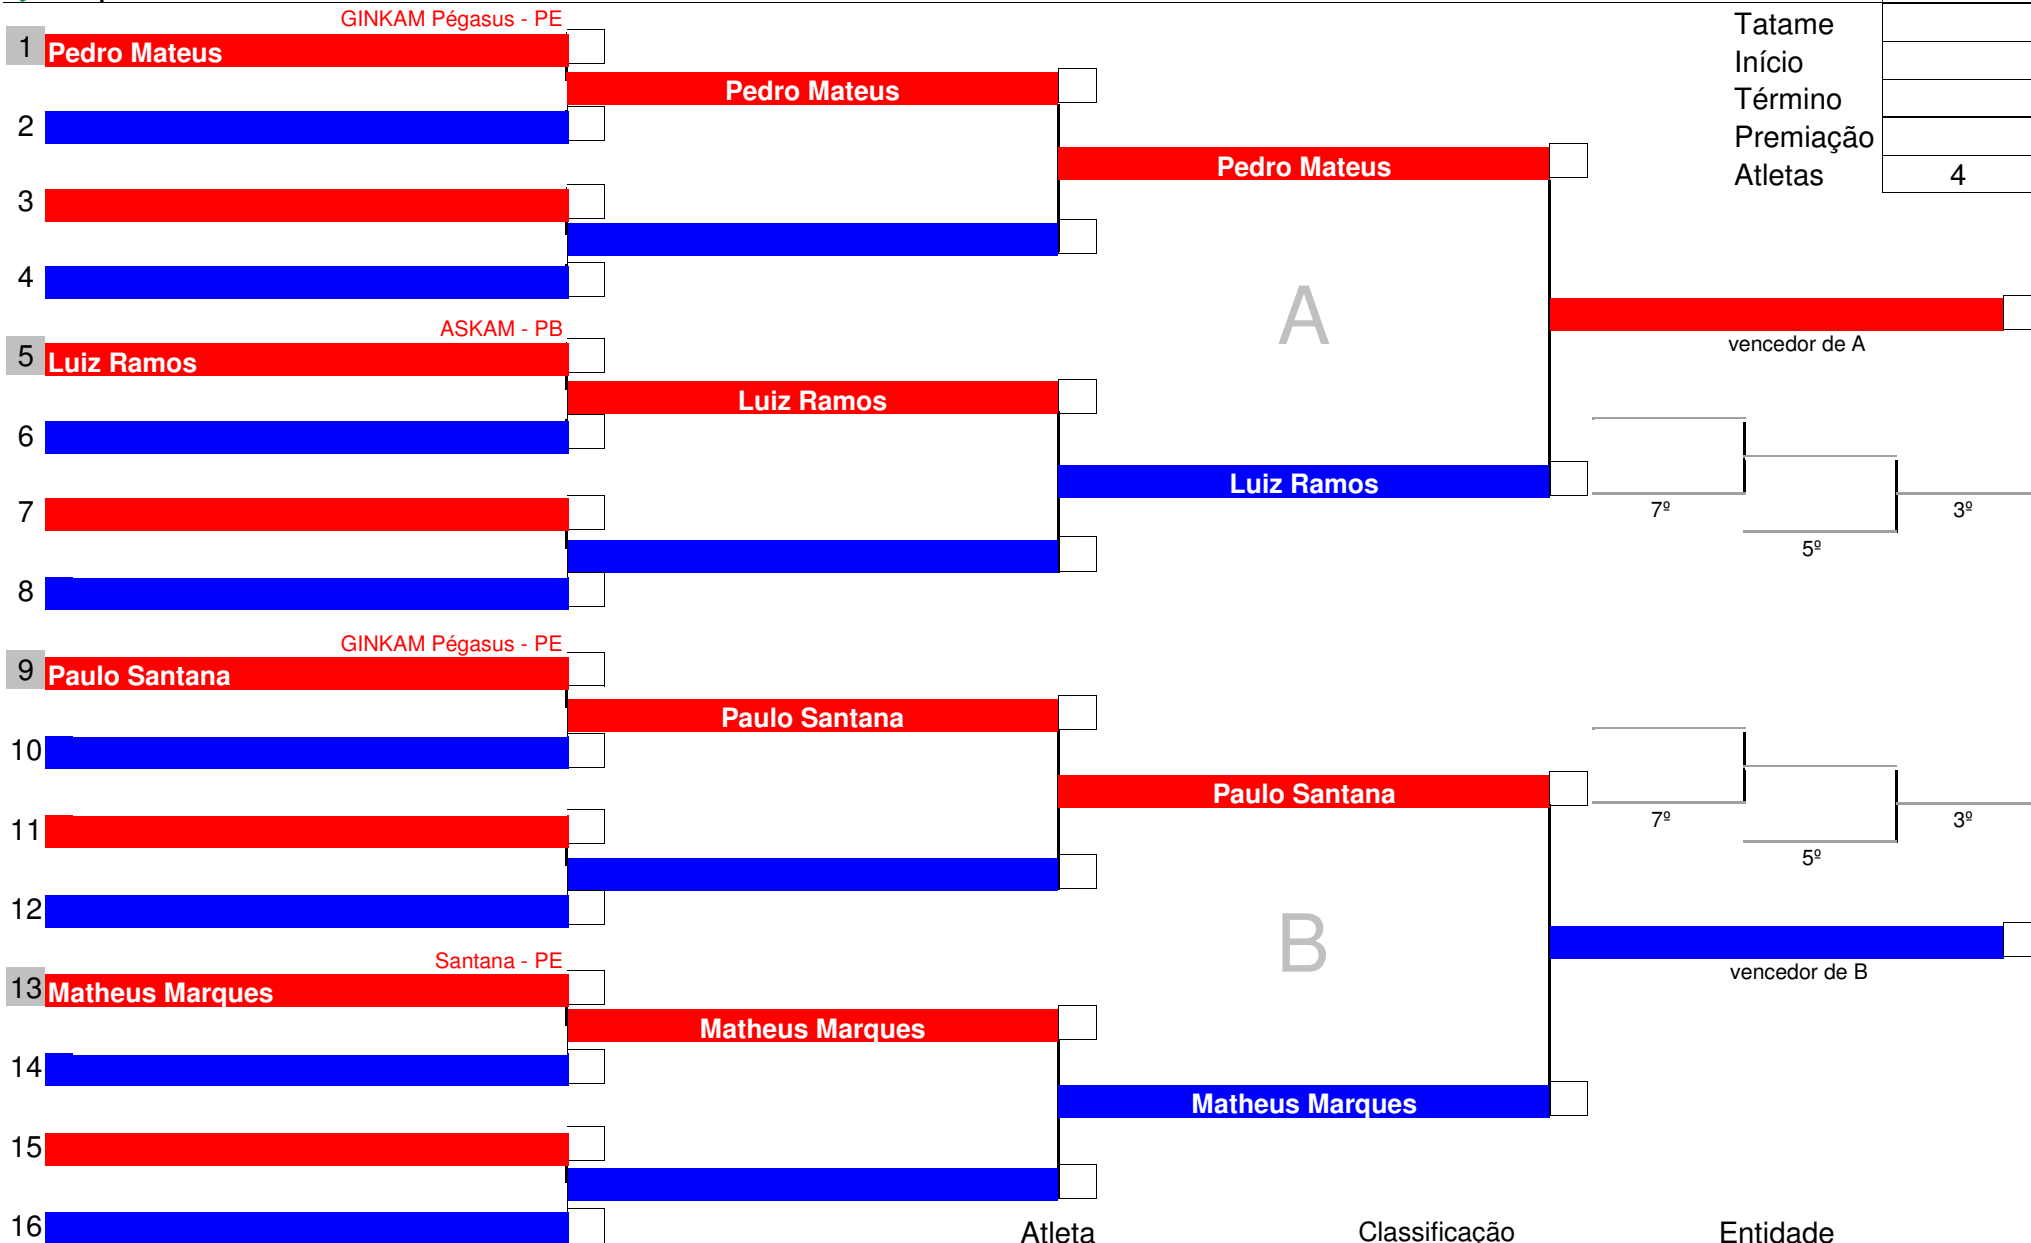 GINKAM Pégasus - PE
1 Pedro Mateus
Pedro Mateus
2
Pedro Mateus
3
4
ASKAM - PB
5 Luiz Ramos
Luiz Ramos
6
Luiz Ramos
7
8
GINKAM Pégasus - PE
9 Paulo Santana
Paulo Santana
10
Paulo Santana
11
12
Santana - PE
13 Matheus Marques
Matheus Marques
14
Matheus Marques
15
16
A
B
Tatame
Início
Término
Premiação
Atletas 4
vencedor de A
7º
3º
5º
7º
3º
5º
vencedor de B
Atleta Classificação Entidade